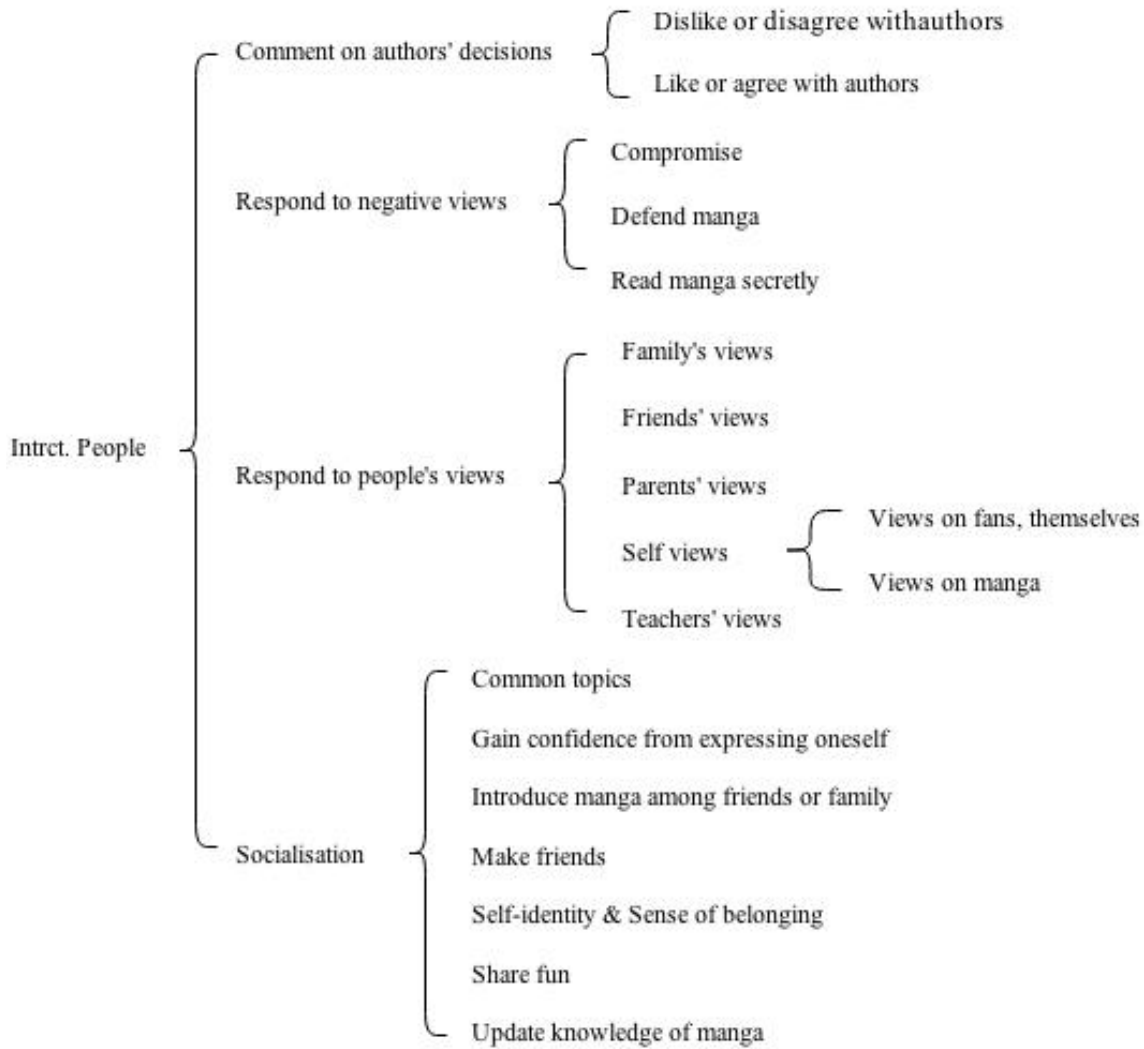 Intrct. People
Comment on authors' decisions
Dislike or disagree withauthors
Like or agree with authors
Respond to negative views
Compromise
Defend manga
Read manga secretly
Respond to people's views
Family's views
Friends' views
Parents' views
Self views
Views on fans, themselves
Views on manga
Teachers' views
Socialisation
Common topics
Gain confidence from expressing oneself
Introduce manga among friends or family
Make friends
Self-identity & Sense of belonging
Share fun
Update knowledge of manga